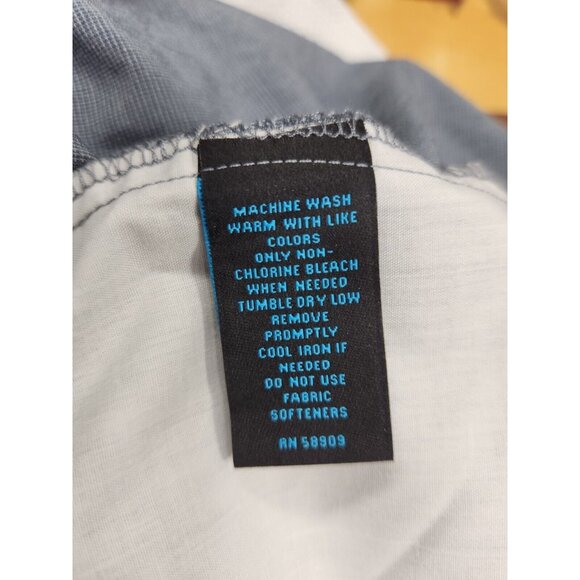 MACHINE WASH
WARM WITH LIKE
COLORS
ONLY NON-
CHLORINE BLEACH
WHEN NEEDED
TUMBLE DRY LOW
REMOVE
PROMPTLY
COOL IRON IF
NEEDED
DO NOT USE
FABRIC
SOFTENERS
RN 58909